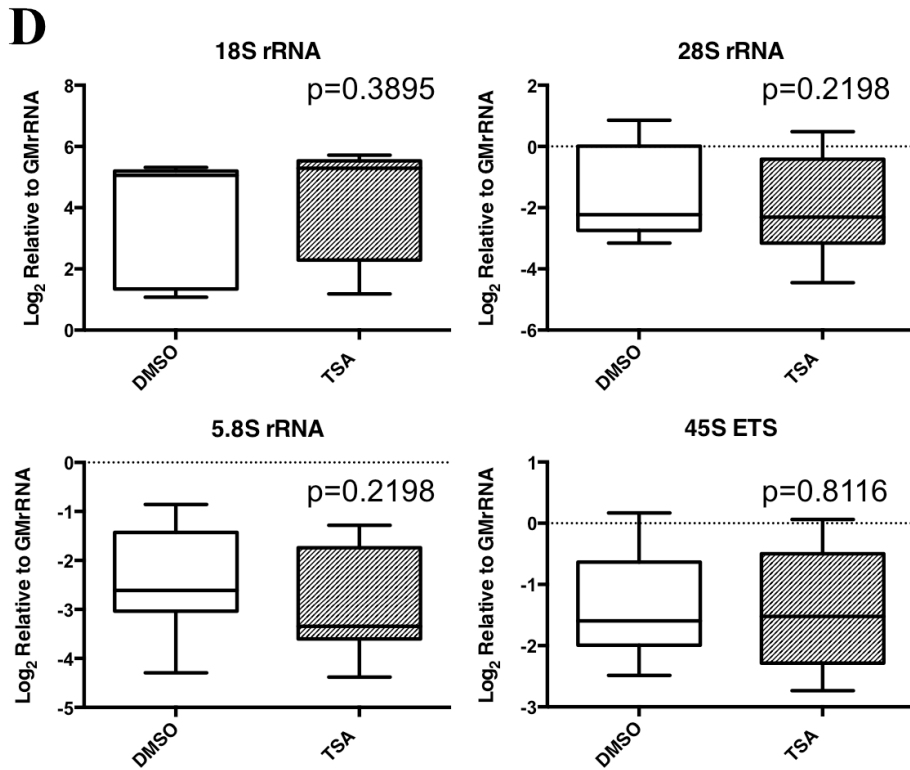 D
18S rRNA
p=0.3895
Log2 Relative to GMrRNA
8
6
4
2
0
DMSO
TSA
28S rRNA
p=0.2198
Log2 Relative to GMrRNA
2
0
-2
-4
-6
DMSO
TSA
5.8S rRNA
p=0.2198
Log2 Relative to GMrRNA
0
-1
-2
-3
-4
-5
DMSO
TSA
45S ETS
p=0.8116
Log2 Relative to GMrRNA
1
0
-1
-2
-3
DMSO
TSA